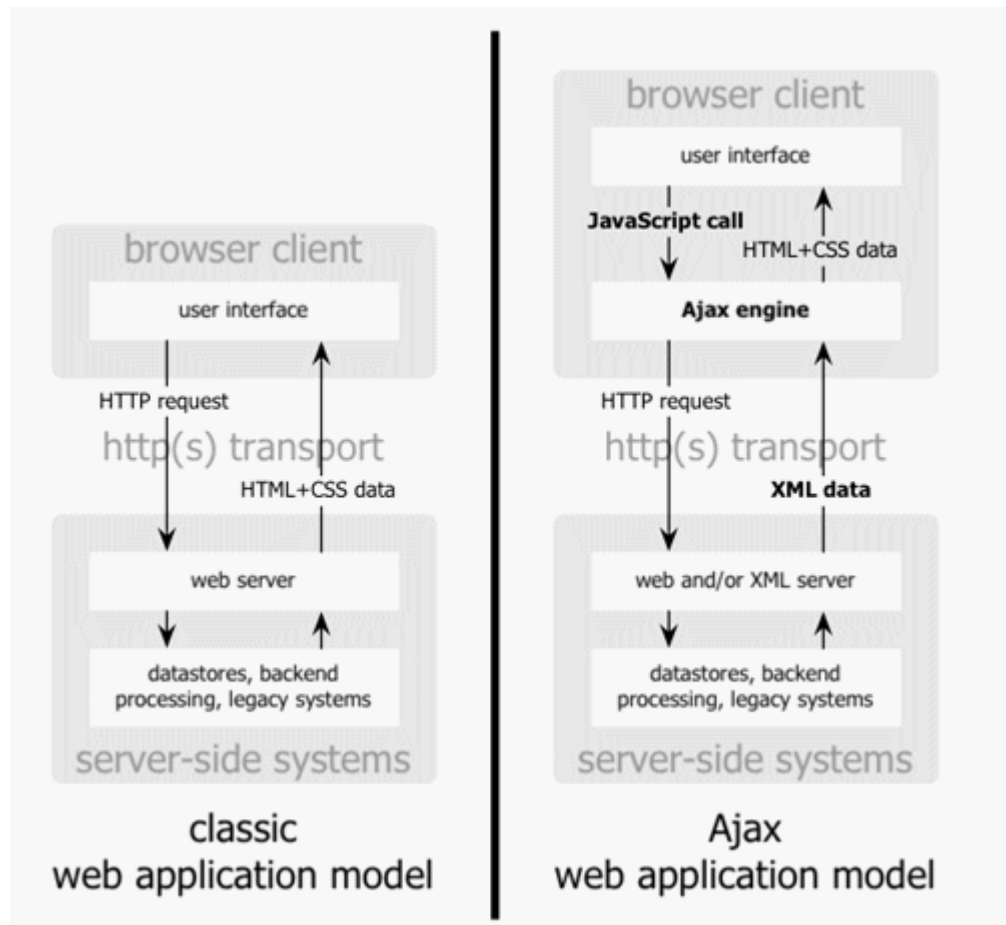 browser client
user interface
HTTP request
http(s) transport
HTML+CSS data
web server
datastores, backend
processing, legacy systems
server-side systems
classic
web application model
browser client
user interface
JavaScript call
HTML+CSS data
Ajax engine
HTTP request
http(s) transport
XML data
web and/or XML server
datastores, backend
processing, legacy systems
server-side systems
Ajax
web application model